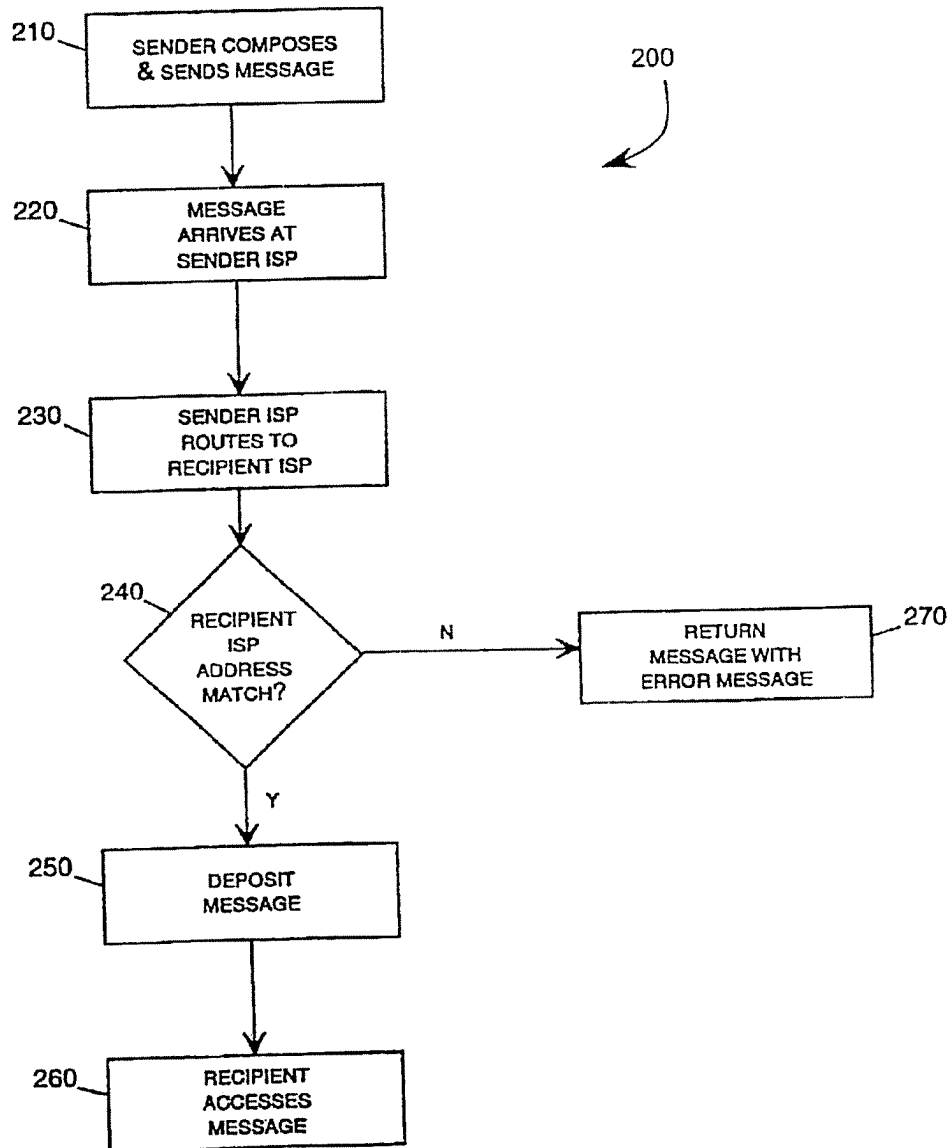 210
SENDER COMPOSES
& SENDS MESSAGE
200
220
MESSAGE
ARRIVES AT
SENDER ISP
230
SENDER ISP
ROUTES TO
RECIPIENT ISP
240
RECIPIENT
ISP
ADDRESS
MATCH?
N
270
RETURN
MESSAGE WITH
ERROR MESSAGE
Y
250
DEPOSIT
MESSAGE
260
RECIPIENT
ACCESSES
MESSAGE